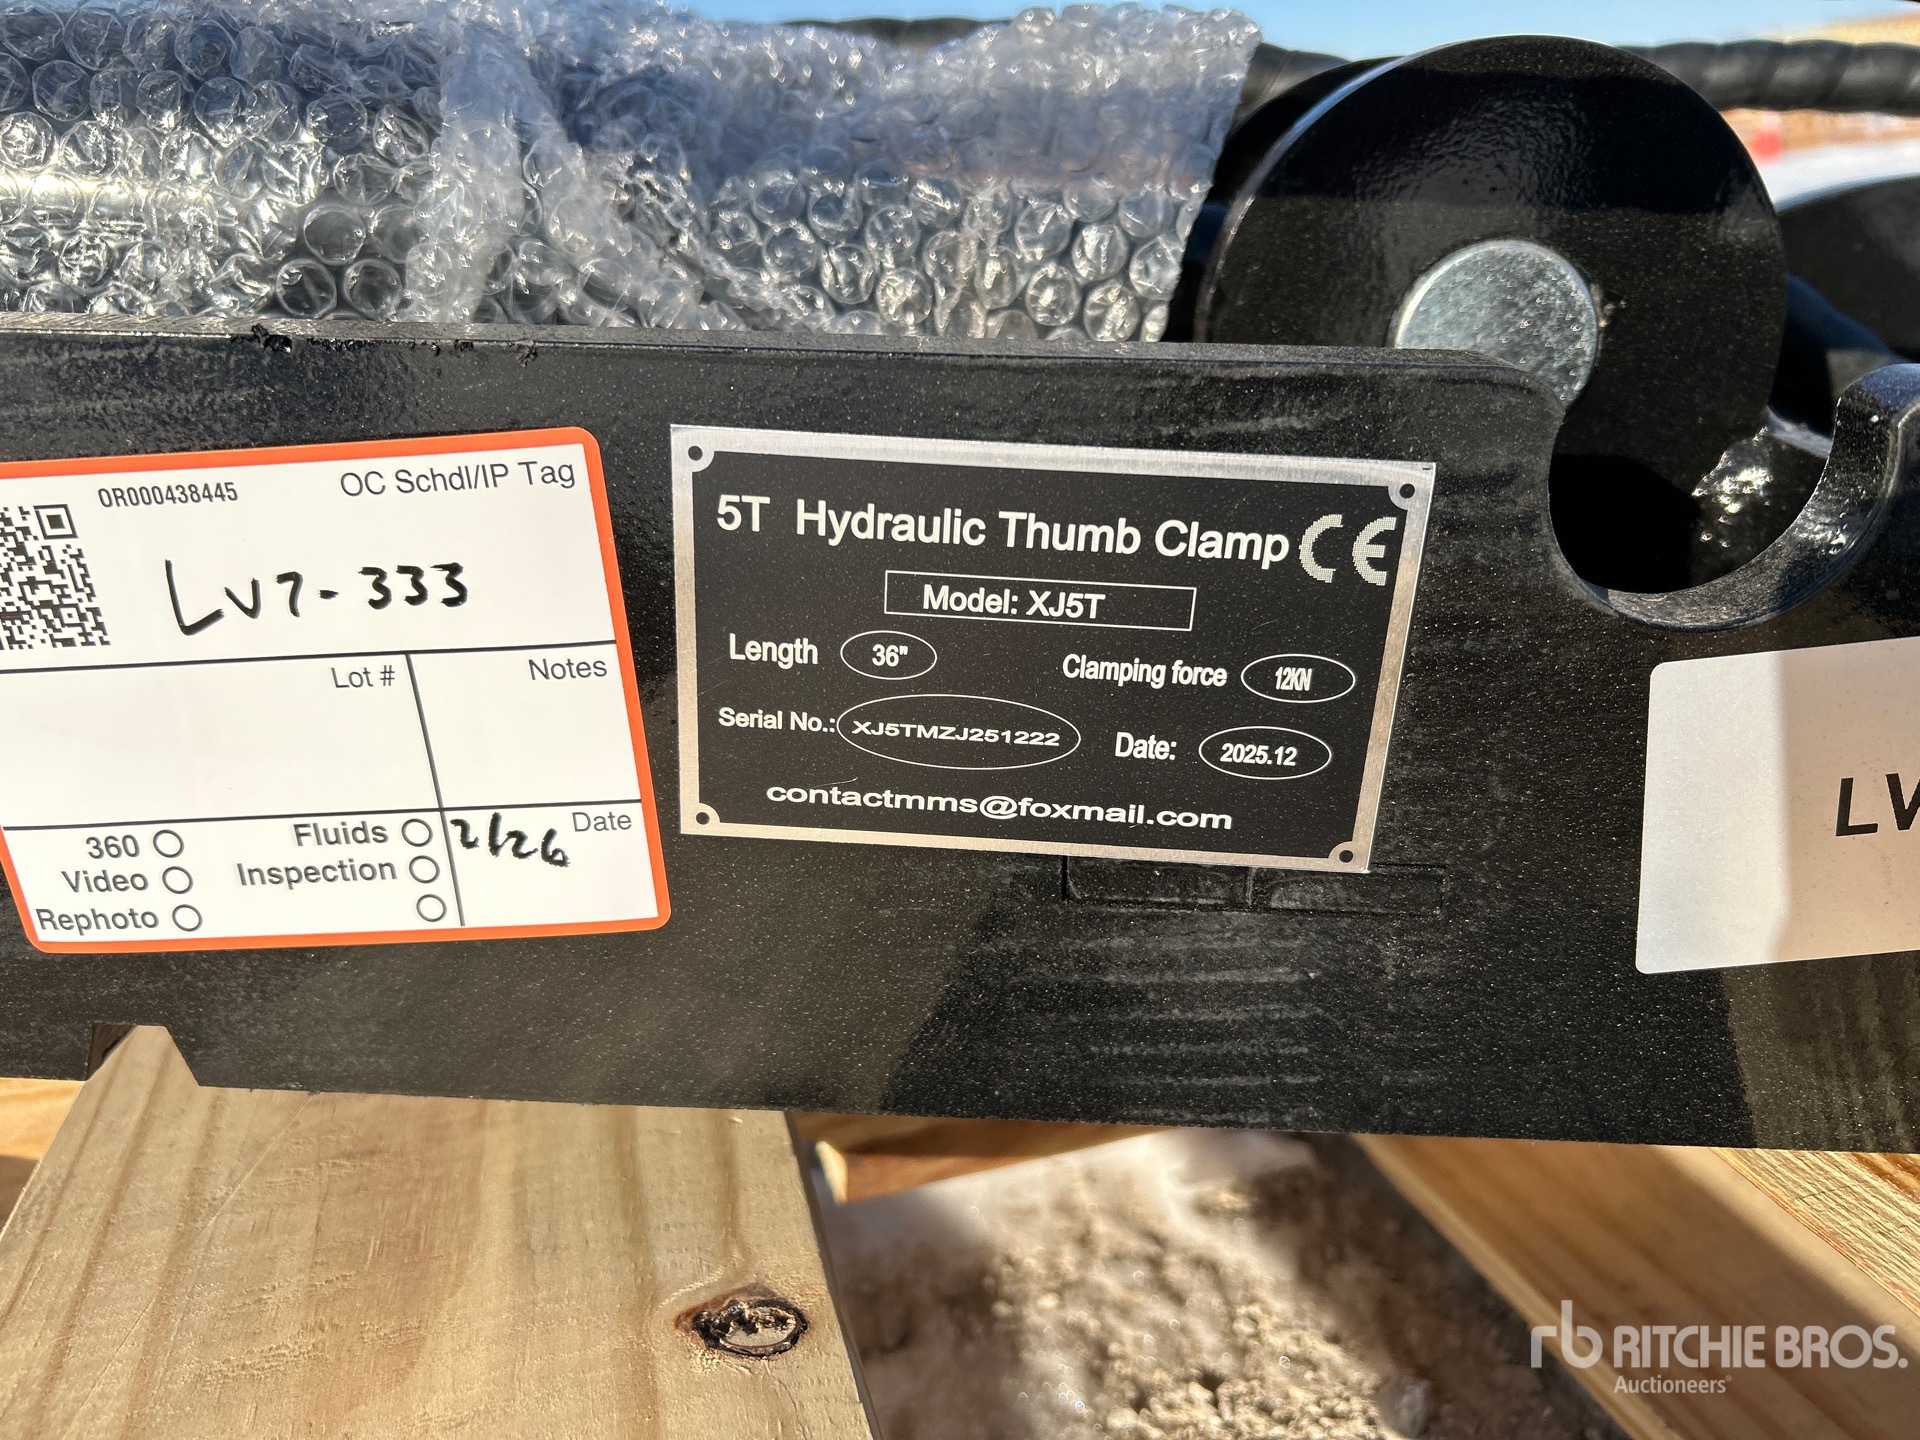 OR000438445
OC Schdl/IP Tag
LV7-333
Lot #
Notes
360
Video
Rephoto
Fluids
Inspection
Date
2/26
5T Hydraulic Thumb Clamp CE
Model: XJ5T
Length 36"
Clamping force 12KN
Serial No.: XJ5TMZJ251222
Date: 2025.12
contactmms@foxmail.com
LV
rb RITCHIE BROS.
Auctioneers